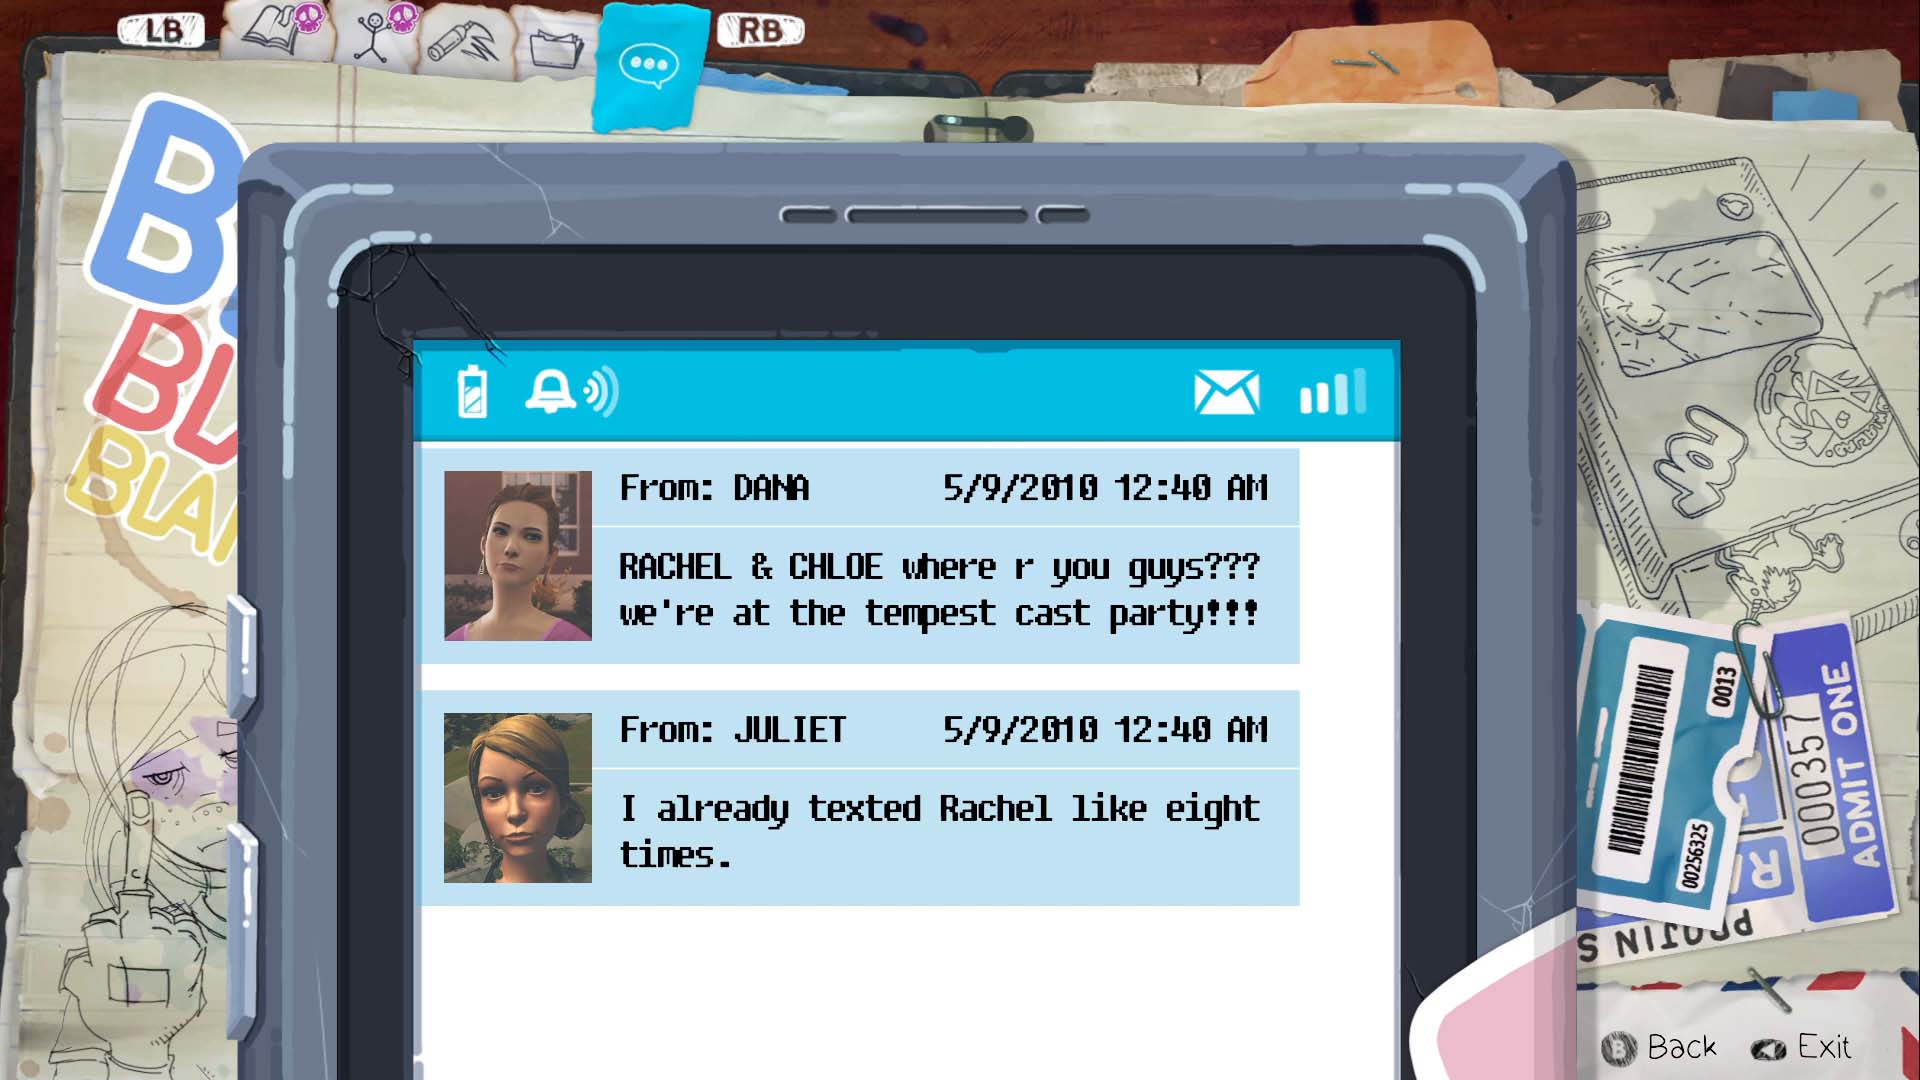 LB
RB
BL
BLAH
From: DANA 5/9/2010 12:40 AM
RACHEL & CHLOE where r you guys???
we're at the tempest cast party!!!
From: JULIET 5/9/2010 12:40 AM
I already texted Rachel like eight
times.
0013
00256325
000357
ADMIT ONE
B Back
Exit